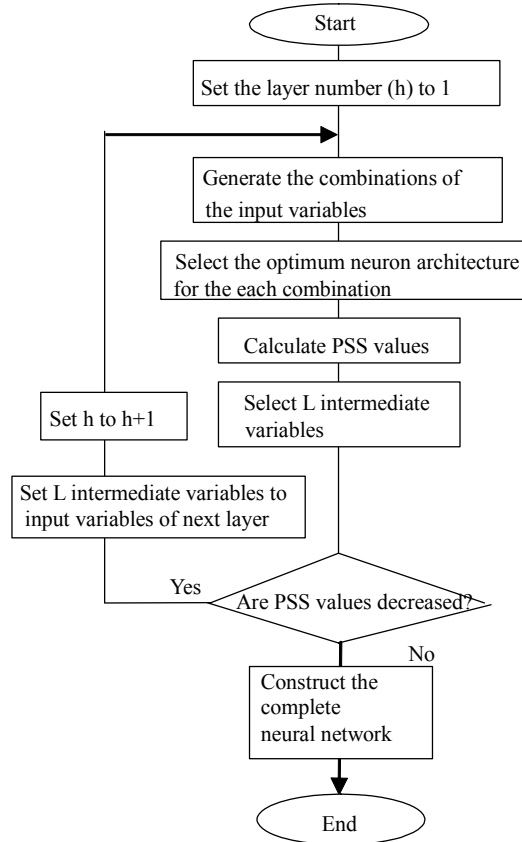 Start
Set the layer number (h) to 1
Generate the combinations of
the input variables
Select the optimum neuron architecture
for the each combination
Calculate PSS values
Select L intermediate
variables
Set h to h+1
Set L intermediate variables to
input variables of next layer
Yes
Are PSS values decreased?
No
Construct the
complete
neural network
End